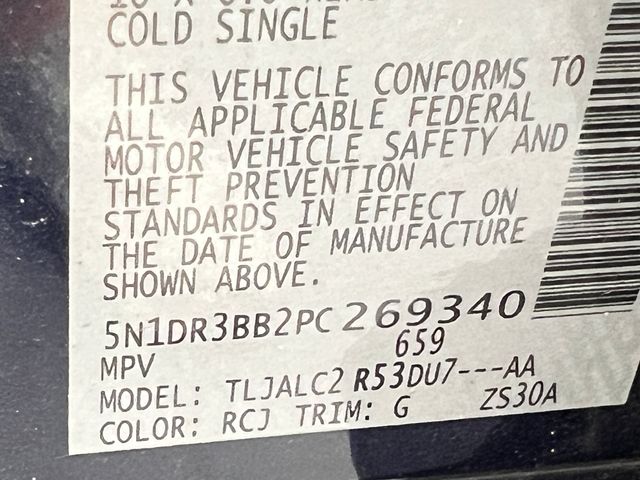 COLD SINGLE
THIS VEHICLE CONFORMS TO
ALL APPLICABLE FEDERAL
MOTOR VEHICLE SAFETY AND
THEFT PREVENTION
STANDARDS IN EFFECT ON
THE DATE OF MANUFACTURE
SHOWN ABOVE.
5N1DR3BB2PC269340
MPV 659
MODEL: TLJALC2 R53DU7---AA
COLOR: RCJ TRIM: G ZS30A